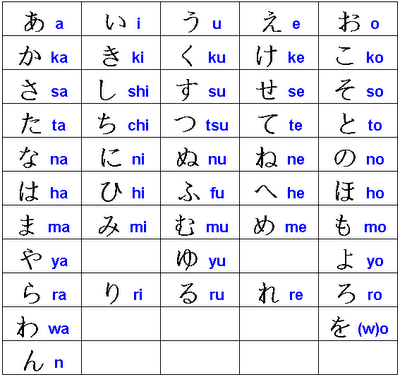 あ a い i う u え e お o
か ka き ki く ku け ke こ ko
さ sa し shi す su せ se そ so
た ta ち chi つ tsu て te と to
な na に ni ぬ nu ね ne の no
は ha ひ hi ふ fu へ he ほ ho
ま ma み mi む mu め me も mo
や ya ゆ yu よ yo
ら ra り ri る ru れ re ろ ro
わ wa を (w)o
ん n